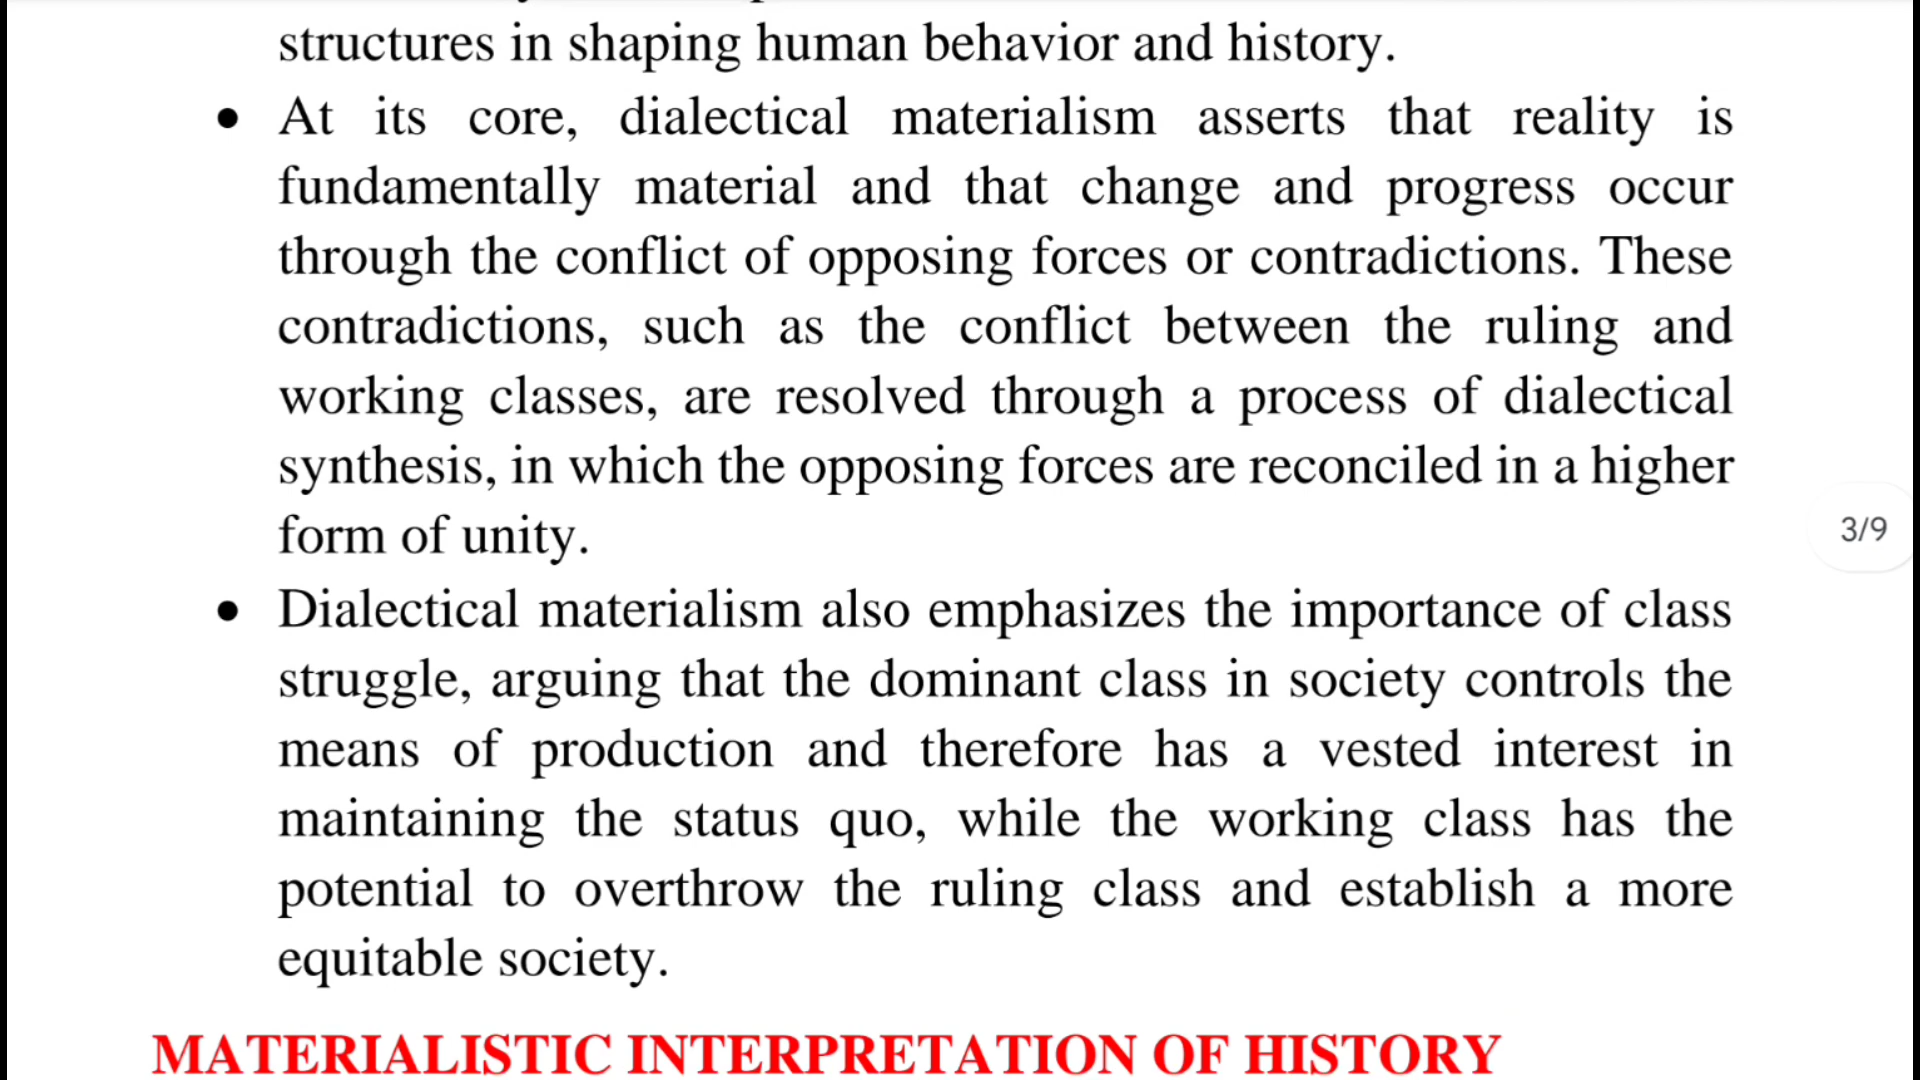 structures in shaping human behavior and history.
• At its core, dialectical materialism asserts that reality is
fundamentally material and that change and progress occur
through the conflict of opposing forces or contradictions. These
contradictions, such as the conflict between the ruling and
working classes, are resolved through a process of dialectical
synthesis, in which the opposing forces are reconciled in a higher
form of unity.
3/9
• Dialectical materialism also emphasizes the importance of class
struggle, arguing that the dominant class in society controls the
means of production and therefore has a vested interest in
maintaining the status quo, while the working class has the
potential to overthrow the ruling class and establish a more
equitable society.
MATERIALISTIC INTERPRETATION OF HISTORY